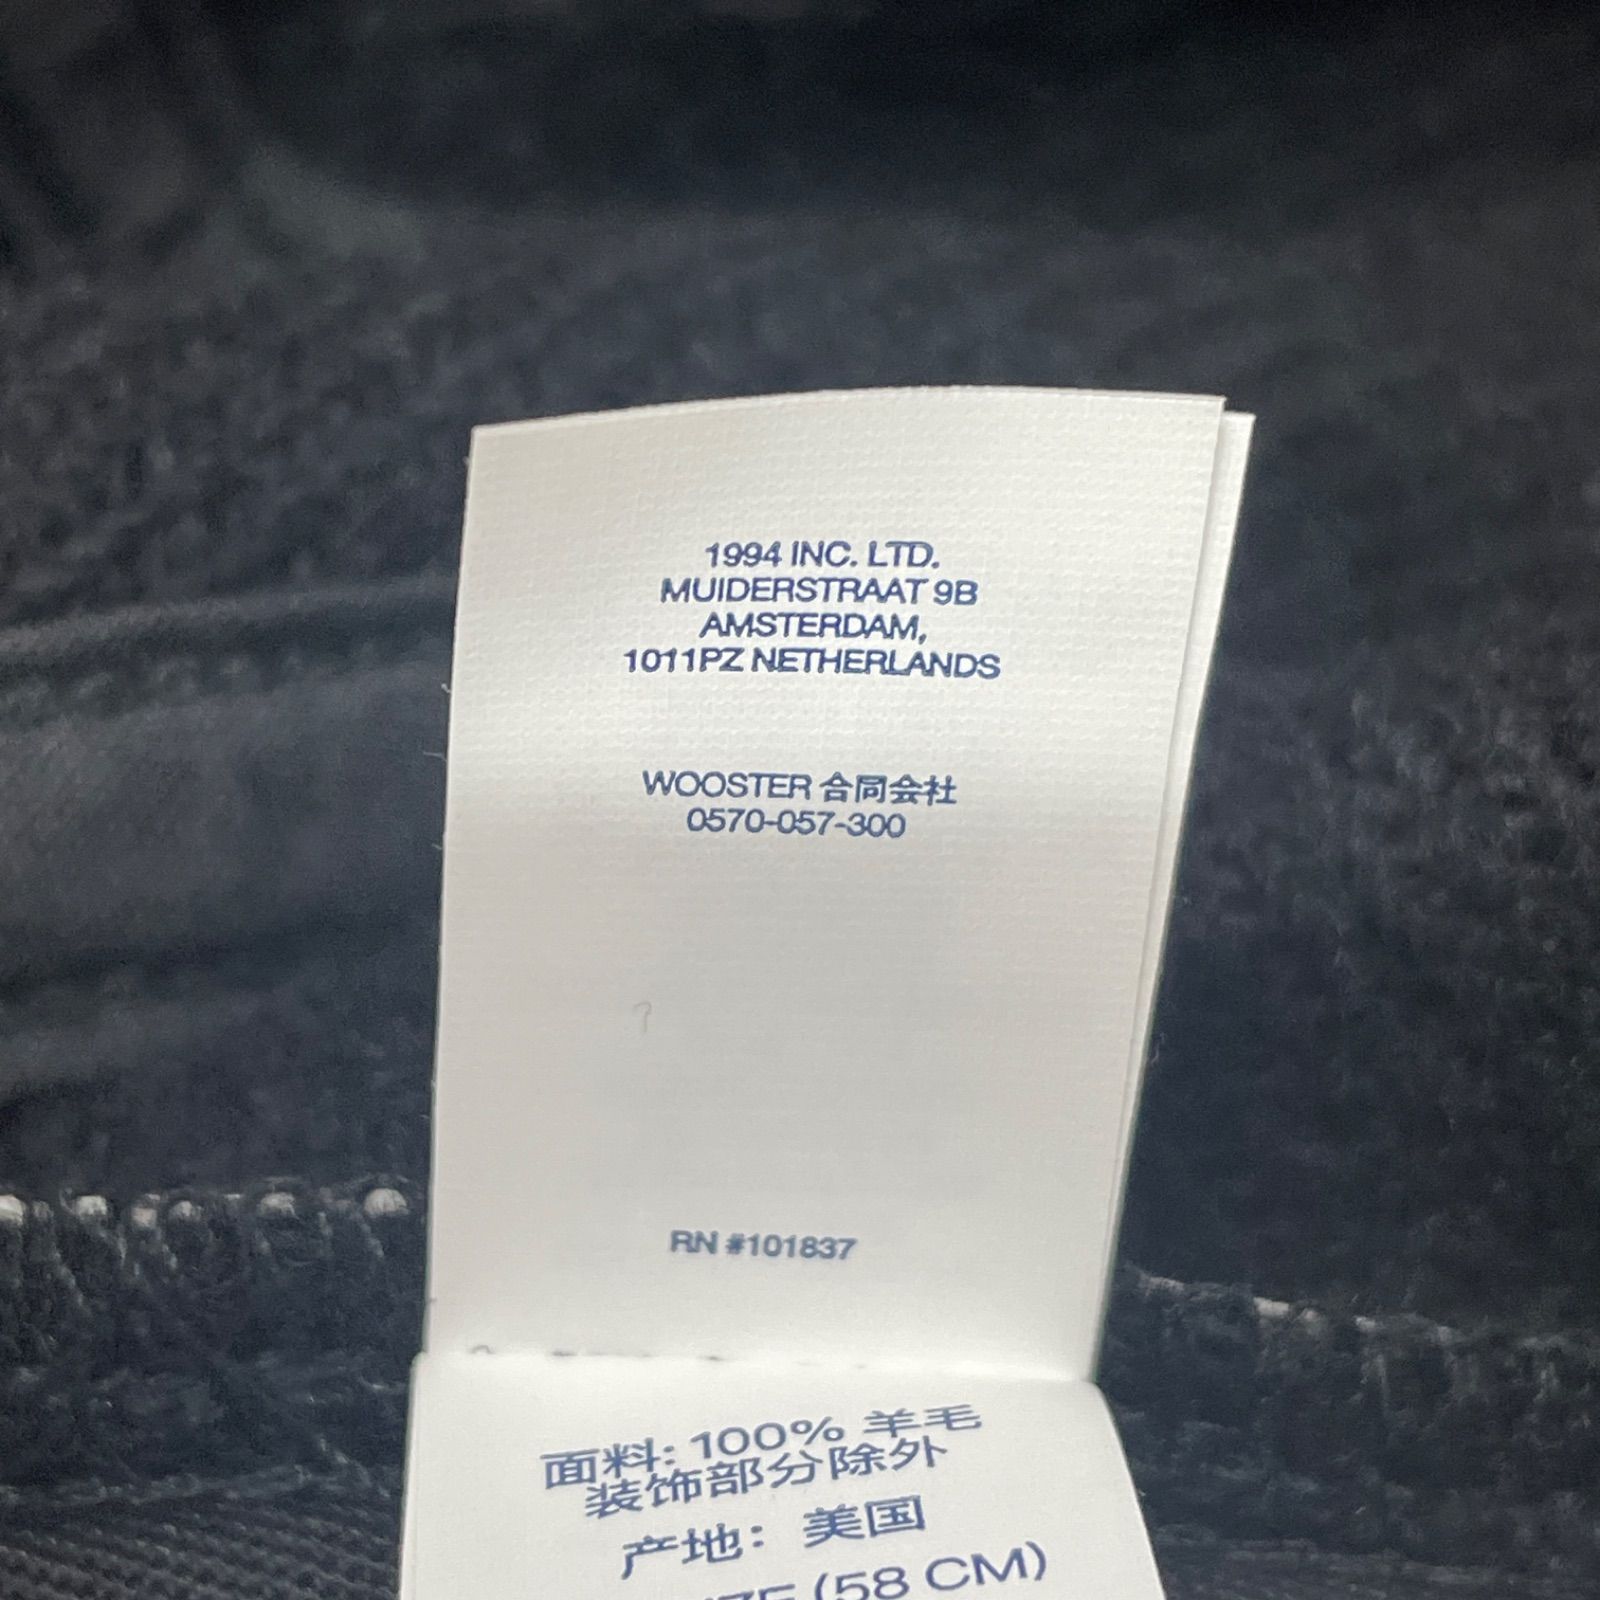 1994 INC. LTD.
MUIDERSTRAAT 9B
AMSTERDAM,
1011PZ NETHERLANDS
WOOSTER 合同会社
0570-057-300
RN #101837
面料: 100% 羊毛
装饰部分除外
产地: 美国
(58 CM)